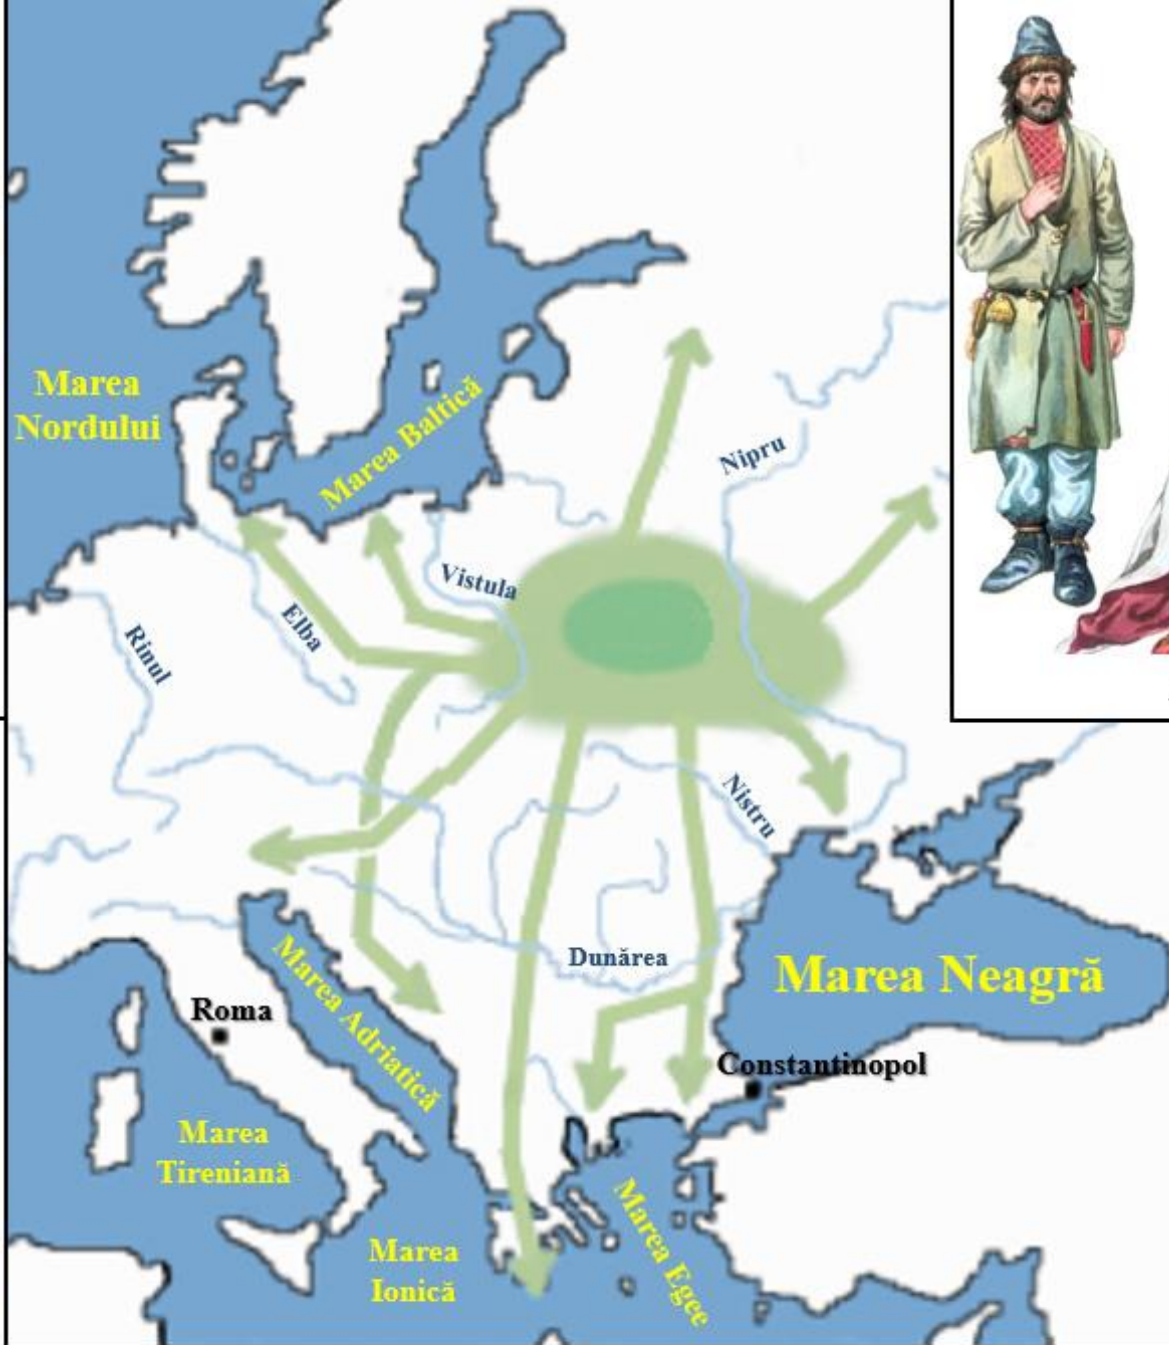 Marea
Nordului
Marea Baltică
Nipru
Vistula
Elba
Rinul
Nistru
Dunărea
Marea Neagră
Roma
Marea Adriatică
Constantinopol
Marea
Tireniană
Marea Egee
Marea
Ionică